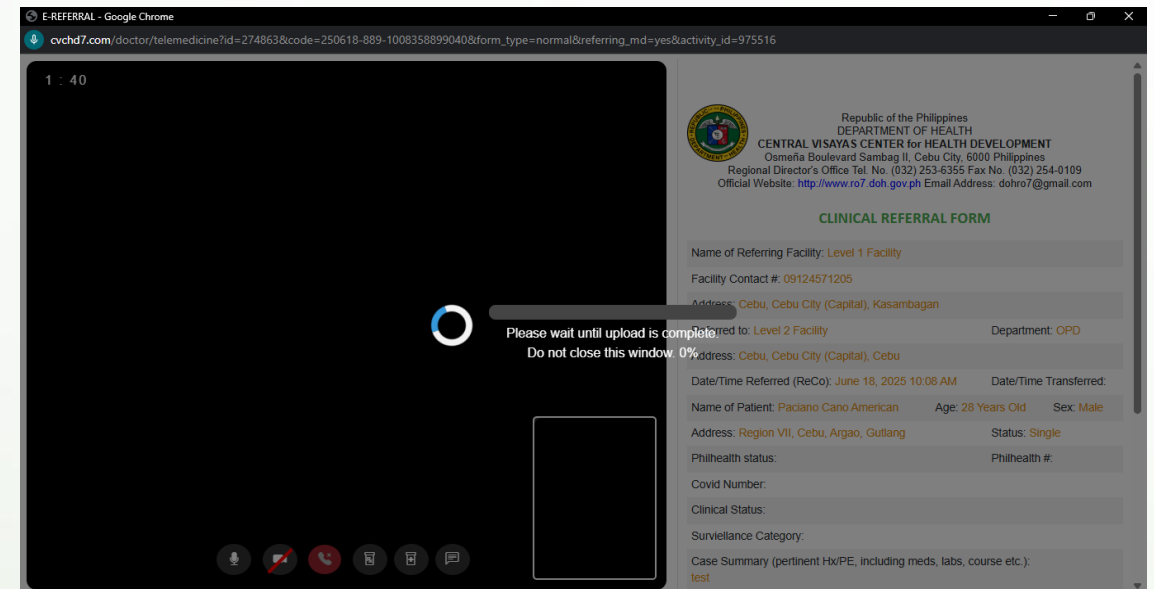 E-REFERRAL - Google Chrome
cvchd7.com/doctor/telemedicine?id=274863&code=250618-889-1008358899040&form_type=normal&referring_md=yes&activity_id=975516
1 : 40
Republic of the Philippines
DEPARTMENT OF HEALTH
CENTRAL VISAYAS CENTER for HEALTH DEVELOPMENT
Osmeña Boulevard Sambag II, Cebu City, 6000 Philippines
Regional Director's Office Tel. No. (032) 253-6355 Fax No. (032) 254-0109
Official Website: http://www.ro7.doh.gov.ph Email Address: dohro7@gmail.com
CLINICAL REFERRAL FORM
Name of Referring Facility: Level 1 Facility
Facility Contact #: 09124571205
Address: Cebu, Cebu City (Capital), Kasambagan
Please wait until upload is complete.
Do not close this window. 0%
Referred to: Level 2 Facility Department: OPD
Address: Cebu, Cebu City (Capital), Cebu
Date/Time Referred (ReCo): June 18, 2025 10:08 AM Date/Time Transferred:
Name of Patient: Paciano Cano American Age: 28 Years Old Sex: Male
Address: Region VII, Cebu, Argao, Gutlang Status: Single
Philhealth status: Philhealth #:
Covid Number:
Clinical Status:
Surviellance Category:
Case Summary (pertinent Hx/PE, including meds, labs, course etc.):
test